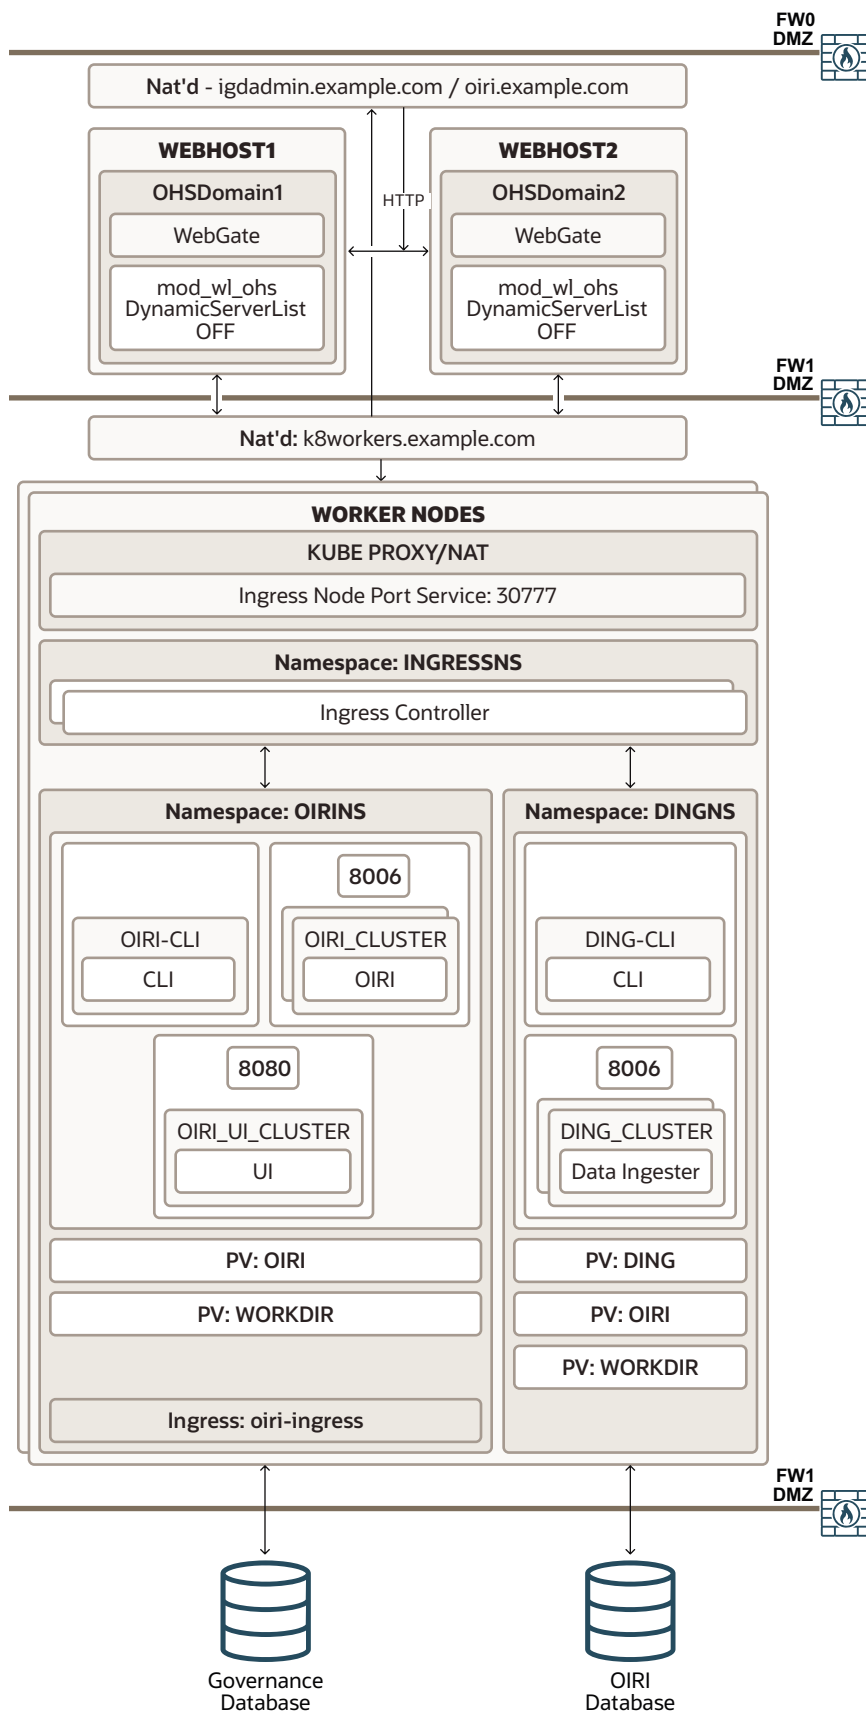 FW0
DMZ
Nat'd - igdadmin.example.com / oiri.example.com
WEBHOST1
WEBHOST2
OHSDomain1
OHSDomain2
HTTP
WebGate
WebGate
mod_wl_ohs
DynamicServerList
OFF
mod_wl_ohs
DynamicServerList
OFF
FW1
DMZ
Nat'd: k8workers.example.com
WORKER NODES
KUBE PROXY/NAT
Ingress Node Port Service: 30777
Namespace: INGRESSNS
Ingress Controller
Namespace: OIRINS
Namespace: DINGNS
8006
OIRI-CLI
CLI
OIRI_CLUSTER
OIRI
DING-CLI
CLI
8080
OIRI_UI_CLUSTER
UI
8006
DING_CLUSTER
Data Ingester
PV: OIRI
PV: DING
PV: WORKDIR
PV: OIRI
PV: WORKDIR
Ingress: oiri-ingress
FW1
DMZ
Governance
Database
OIRI
Database